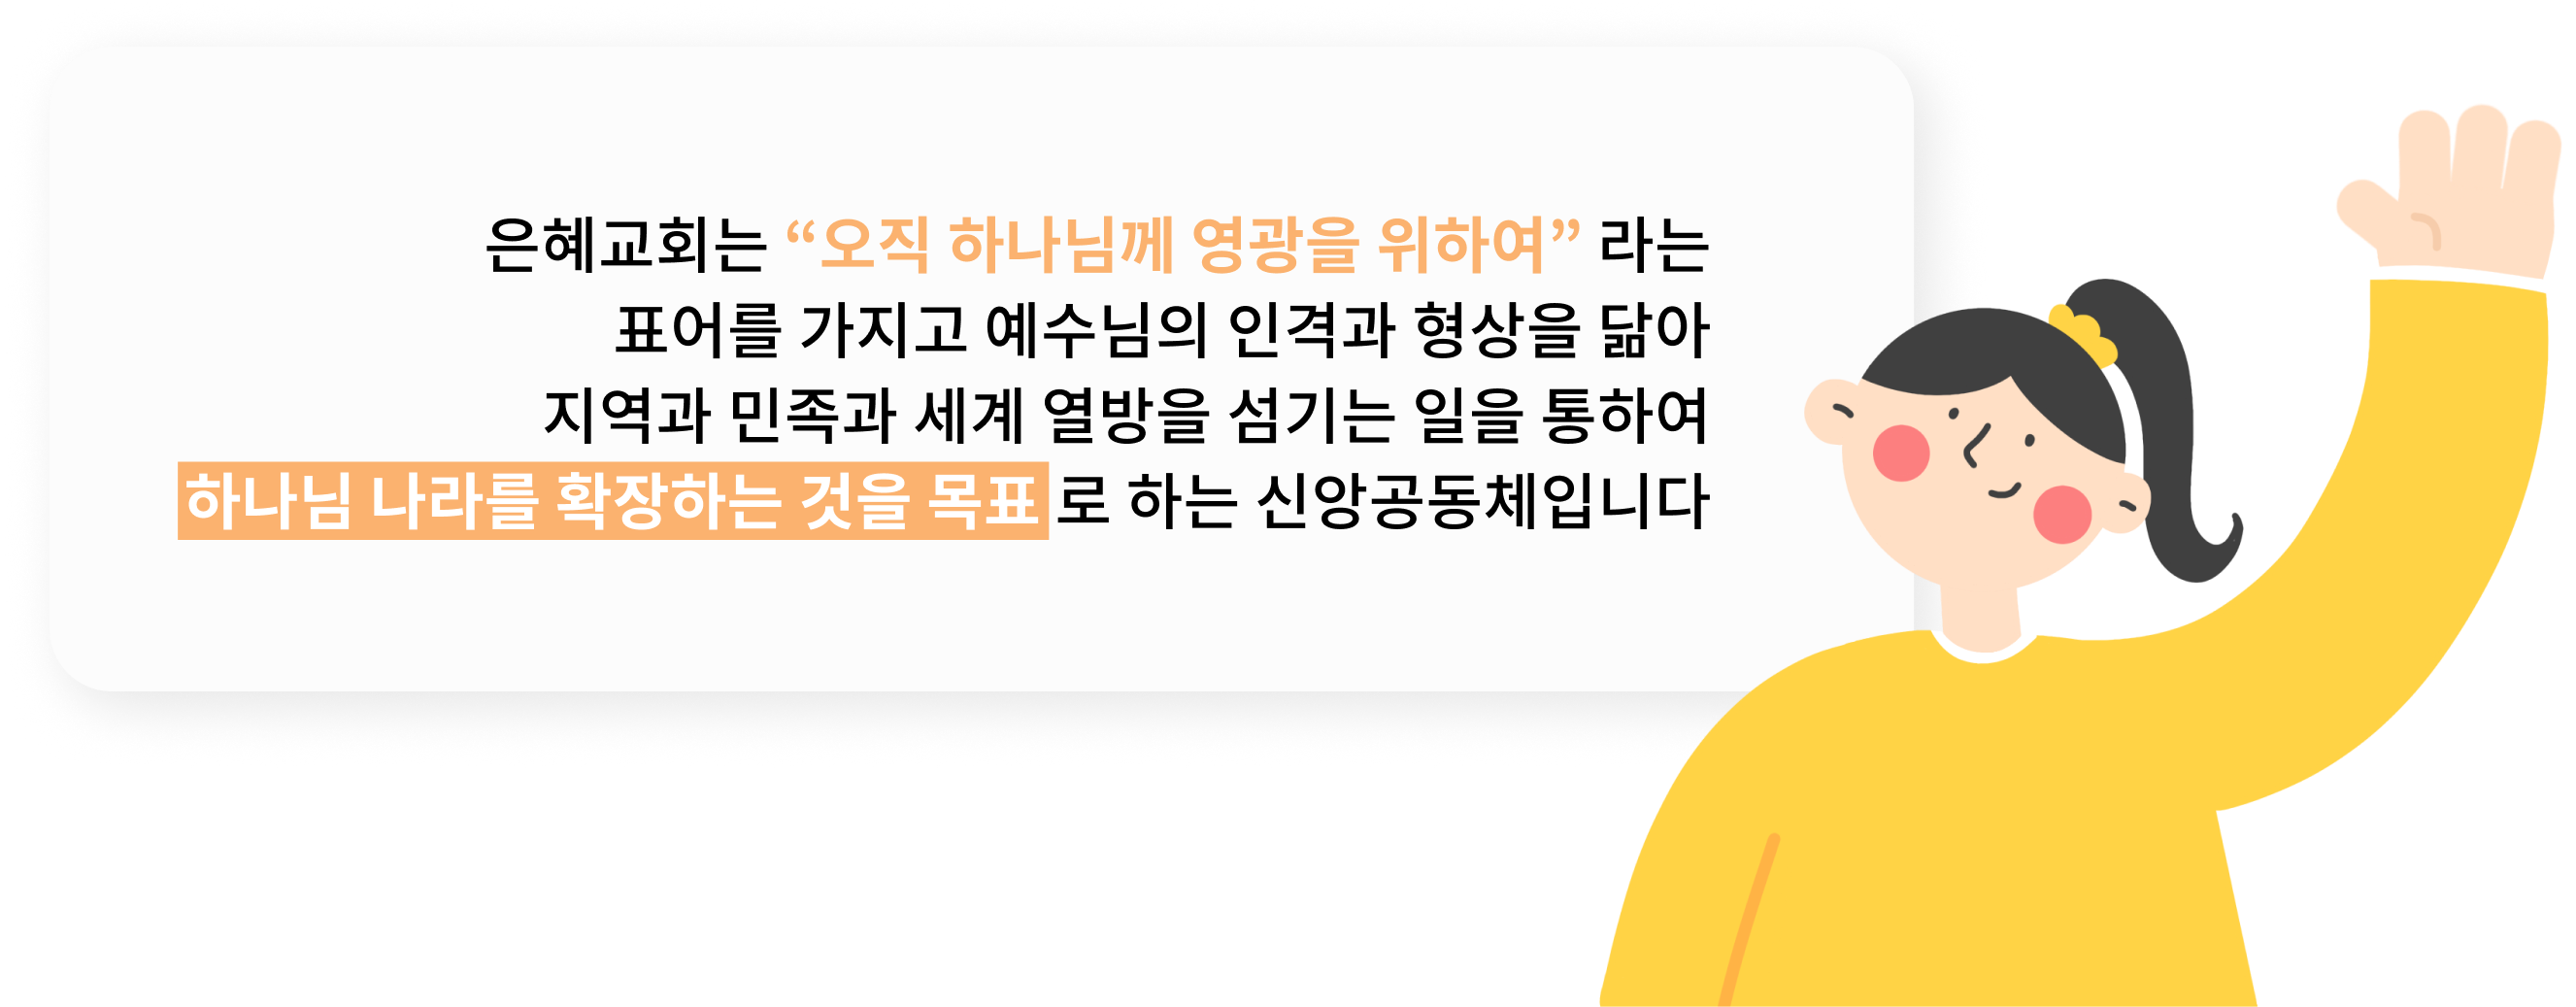 은혜교회는 “오직 하나님께 영광을 위하여” 라는
표어를 가지고 예수님의 인격과 형상을 닮아
지역과 민족과 세계 열방을 섬기는 일을 통하여
하나님 나라를 확장하는 것을 목표로 하는 신앙공동체입니다